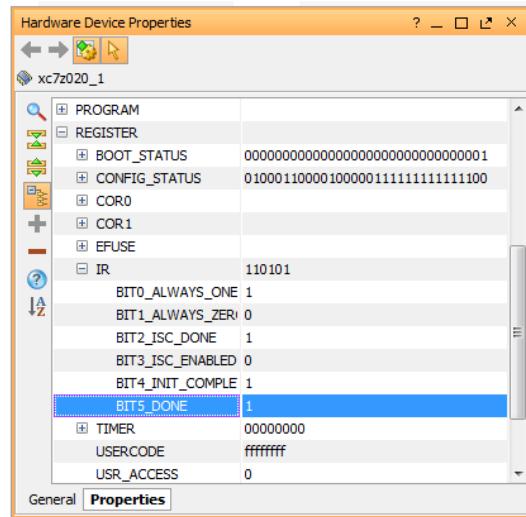 Hardware Device Properties
xc7z020_1
PROGRAM
REGISTER
BOOT_STATUS 00000000000000000000000000000001
CONFIG_STATUS 01000110000100000111111111111100
COR0
COR1
EFUSE
IR 110101
BIT0_ALWAYS_ONE 1
BIT1_ALWAYS_ZER 0
BIT2_ISC_DONE 1
BIT3_ISC_ENABLED 0
BIT4_INIT_COMPLE 1
BIT5_DONE 1
TIMER 00000000
USERCODE ffffffff
USR_ACCESS 0
General Properties